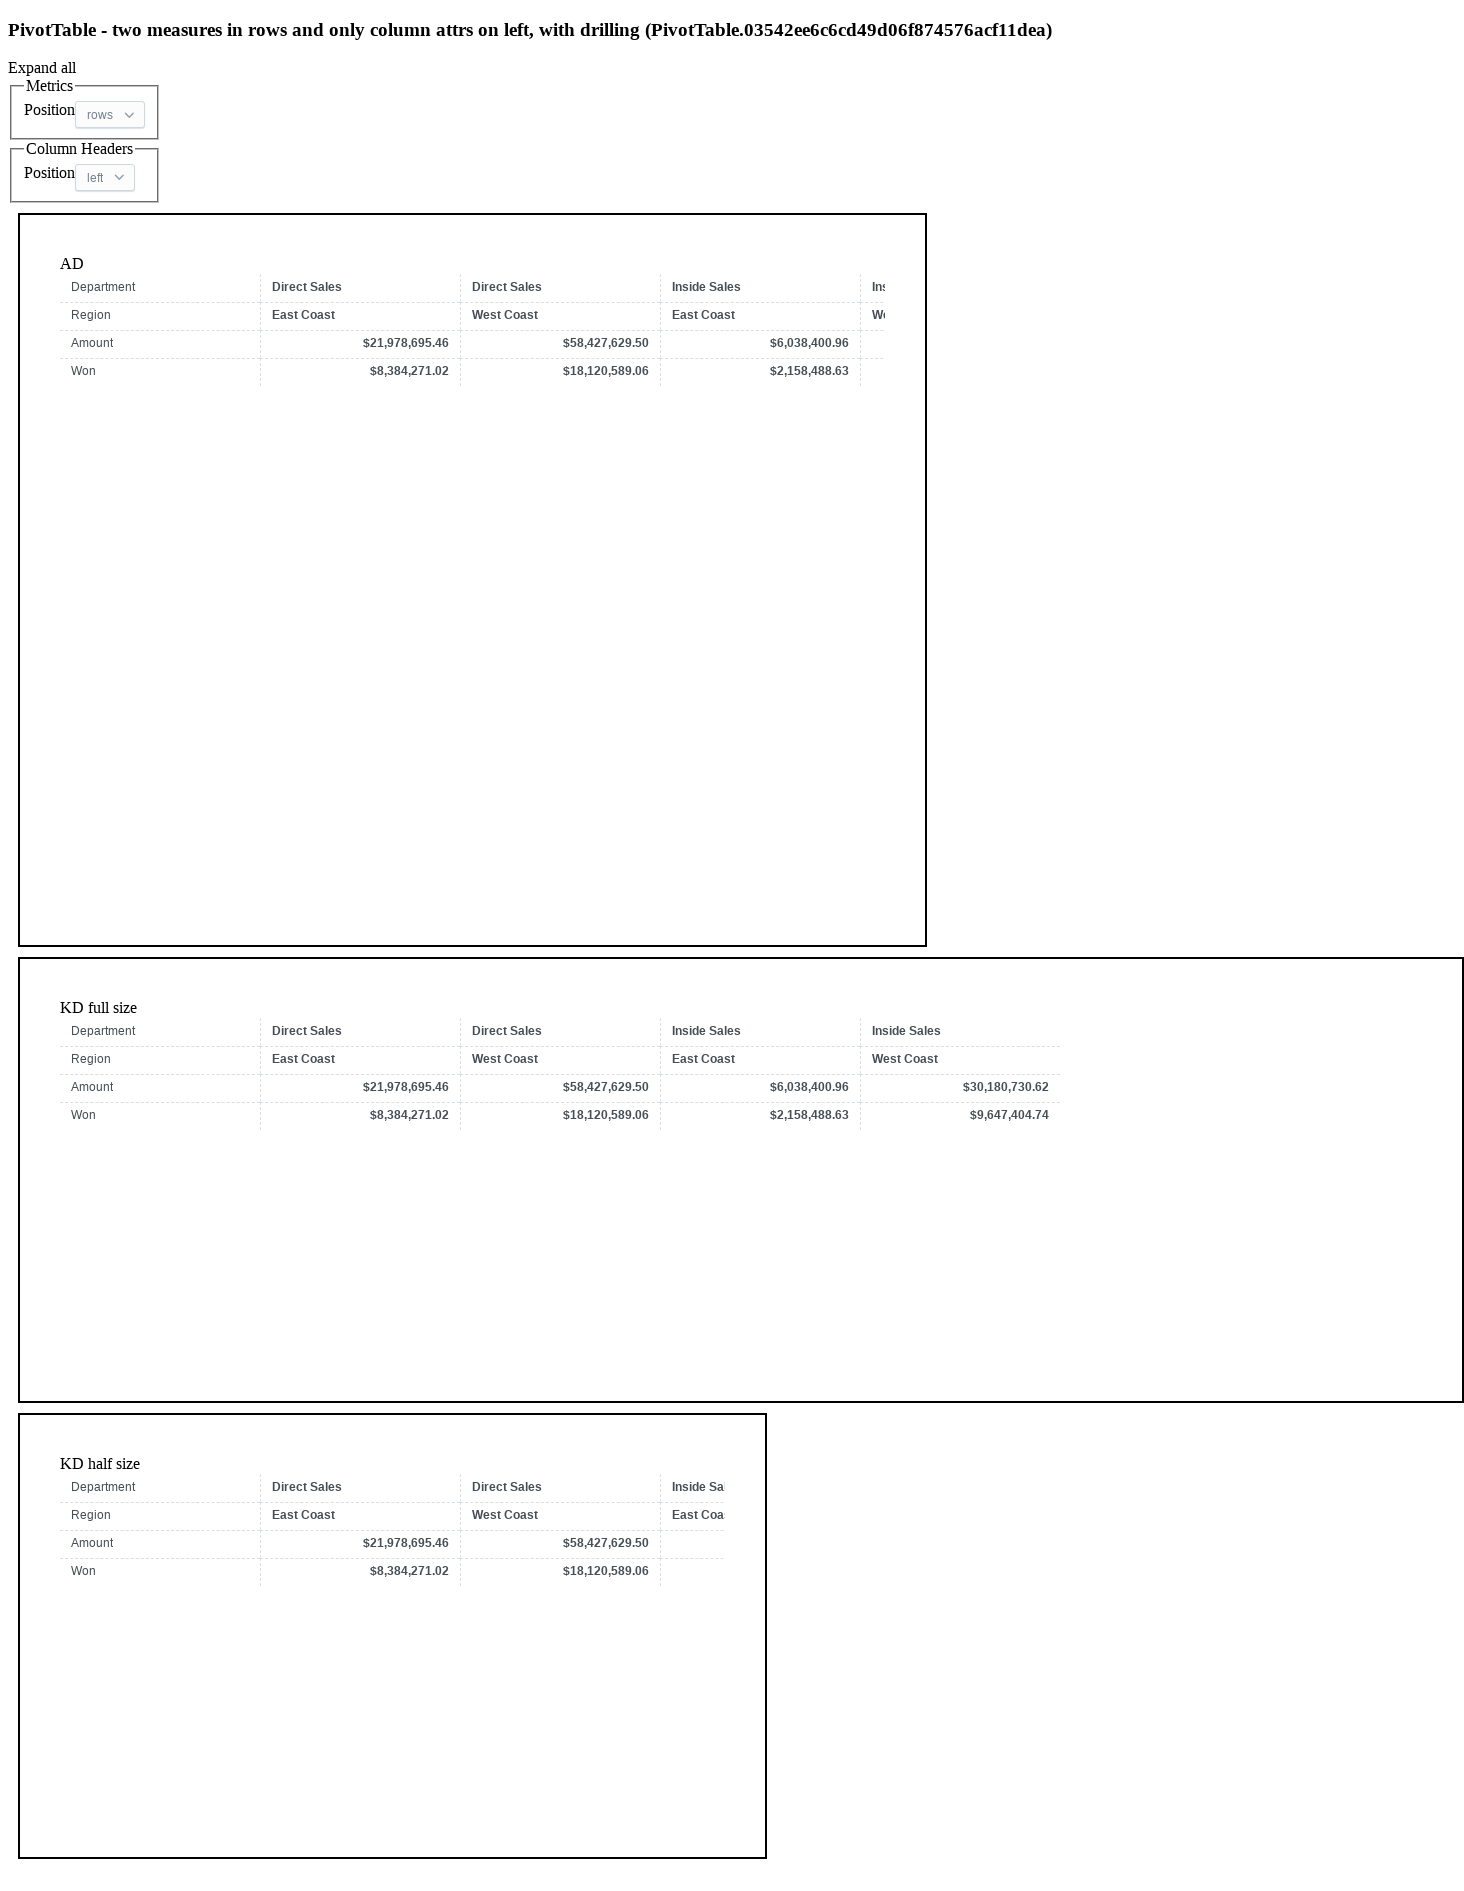 PivotTable - two measures in rows and only column attrs on left, with drilling (PivotTable.03542ee6c6cd49d06f874576acf11dea)
Expand all
Metrics
Position rows
Column Headers
Position left
AD
Department Direct Sales Direct Sales Inside Sales
Region East Coast West Coast East Coast
Amount $21,978,695.46 $58,427,629.50 $6,038,400.96
Won $8,384,271.02 $18,120,589.06 $2,158,488.63
KD full size
Department Direct Sales Direct Sales Inside Sales Inside Sales
Region East Coast West Coast East Coast West Coast
Amount $21,978,695.46 $58,427,629.50 $6,038,400.96 $30,180,730.62
Won $8,384,271.02 $18,120,589.06 $2,158,488.63 $9,647,404.74
KD half size
Department Direct Sales Direct Sales Inside
Region East Coast West Coast East
Amount $21,978,695.46 $58,427,629.50
Won $8,384,271.02 $18,120,589.06